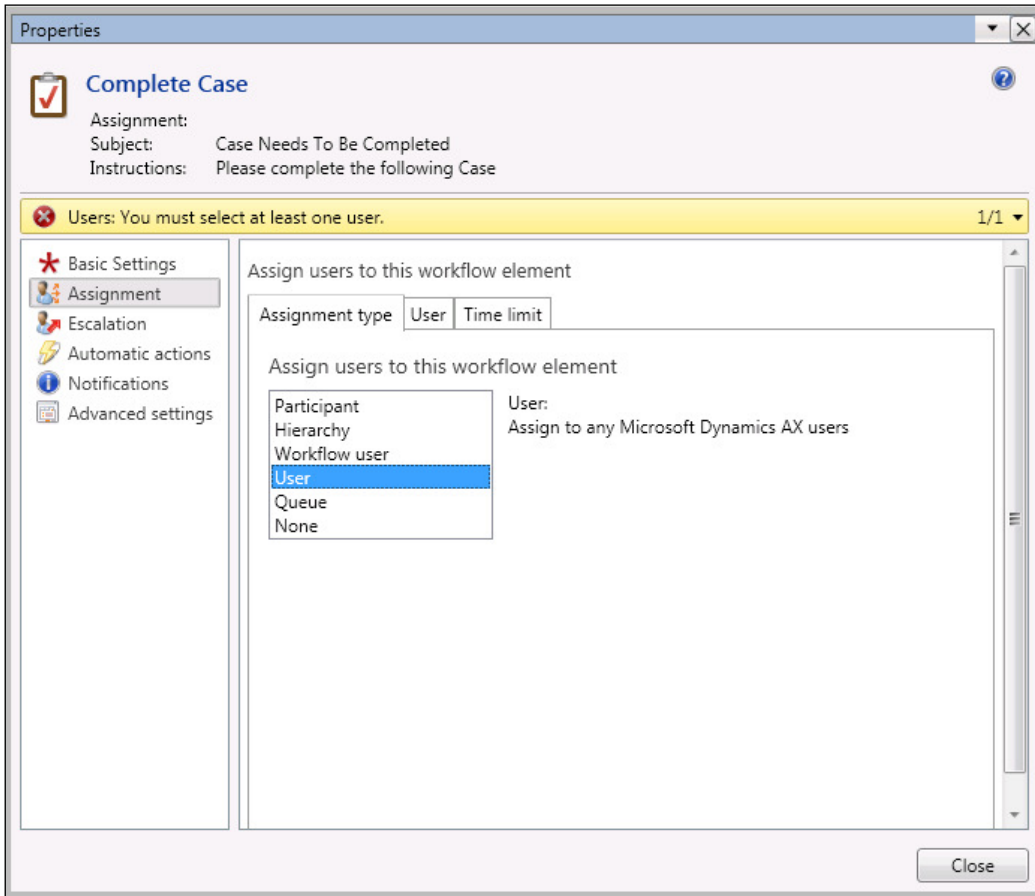 Properties
Complete Case
Assignment:
Subject: Case Needs To Be Completed
Instructions: Please complete the following Case
Users: You must select at least one user. 1/1
Basic Settings
Assignment
Escalation
Automatic actions
Notifications
Advanced settings
Assign users to this workflow element
Assignment type User Time limit
Assign users to this workflow element
Participant
Hierarchy
Workflow user
User
Queue
None
User:
Assign to any Microsoft Dynamics AX users
Close